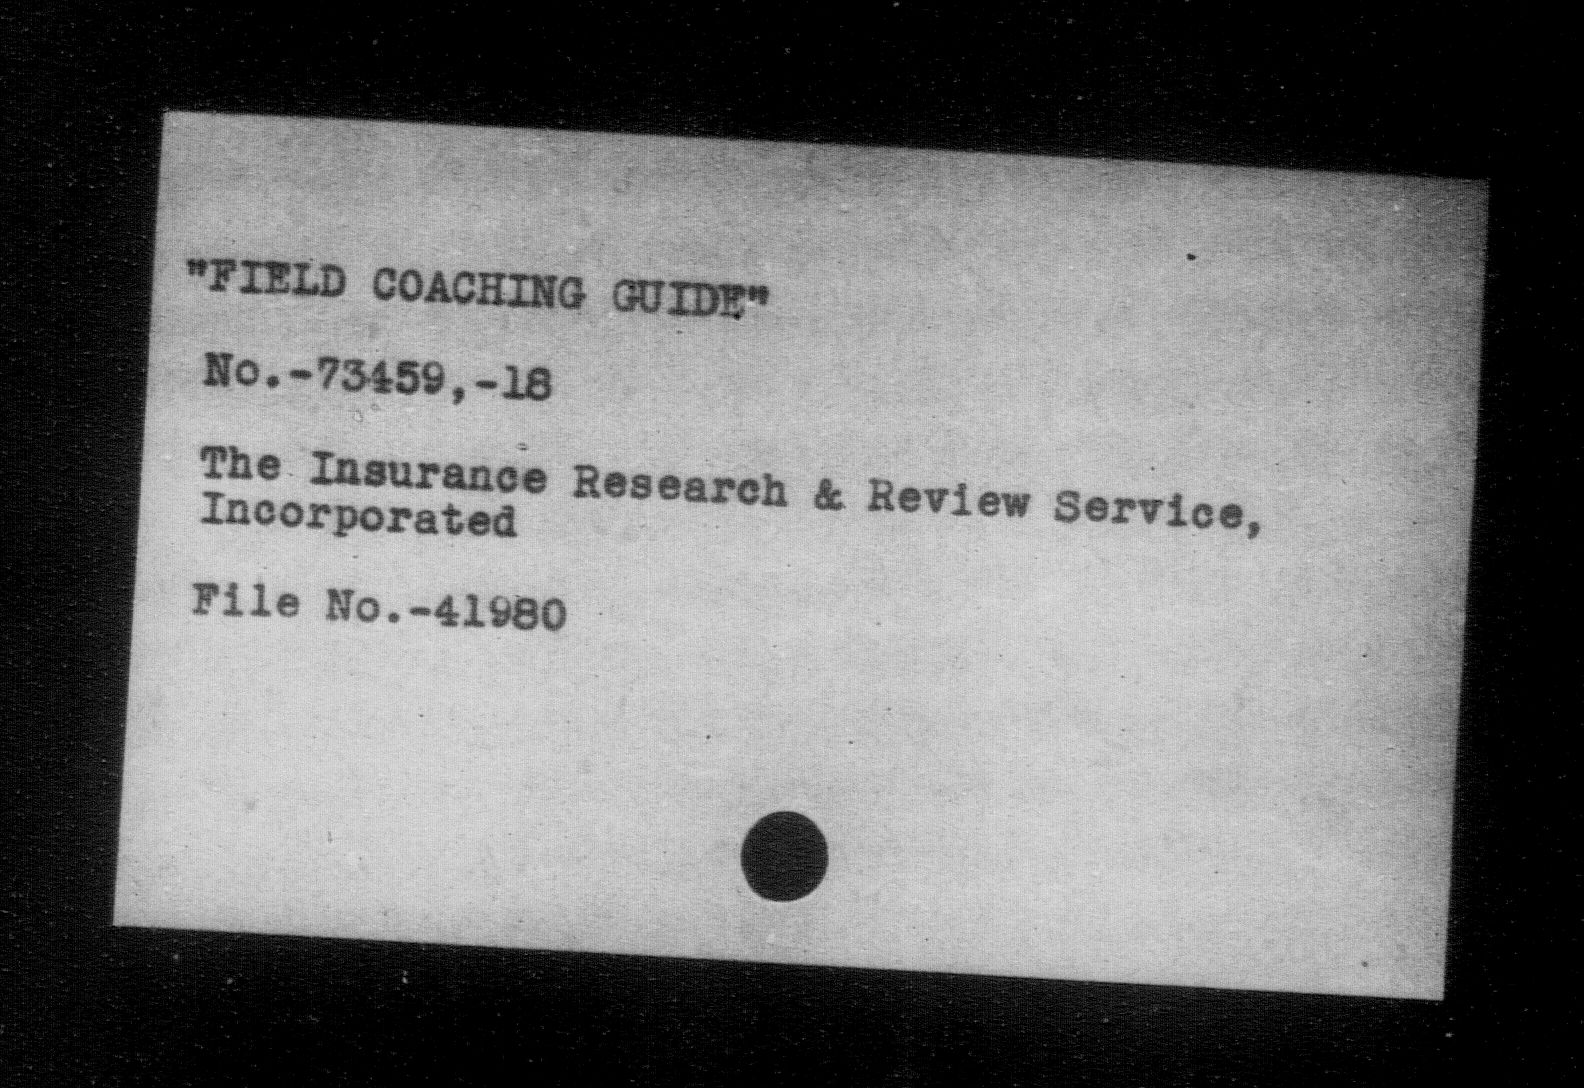 "FIELD COACHING GUIDE"
No.-73459,-18
The Insurance Research & Review Service,
Incorporated
File No.-41980